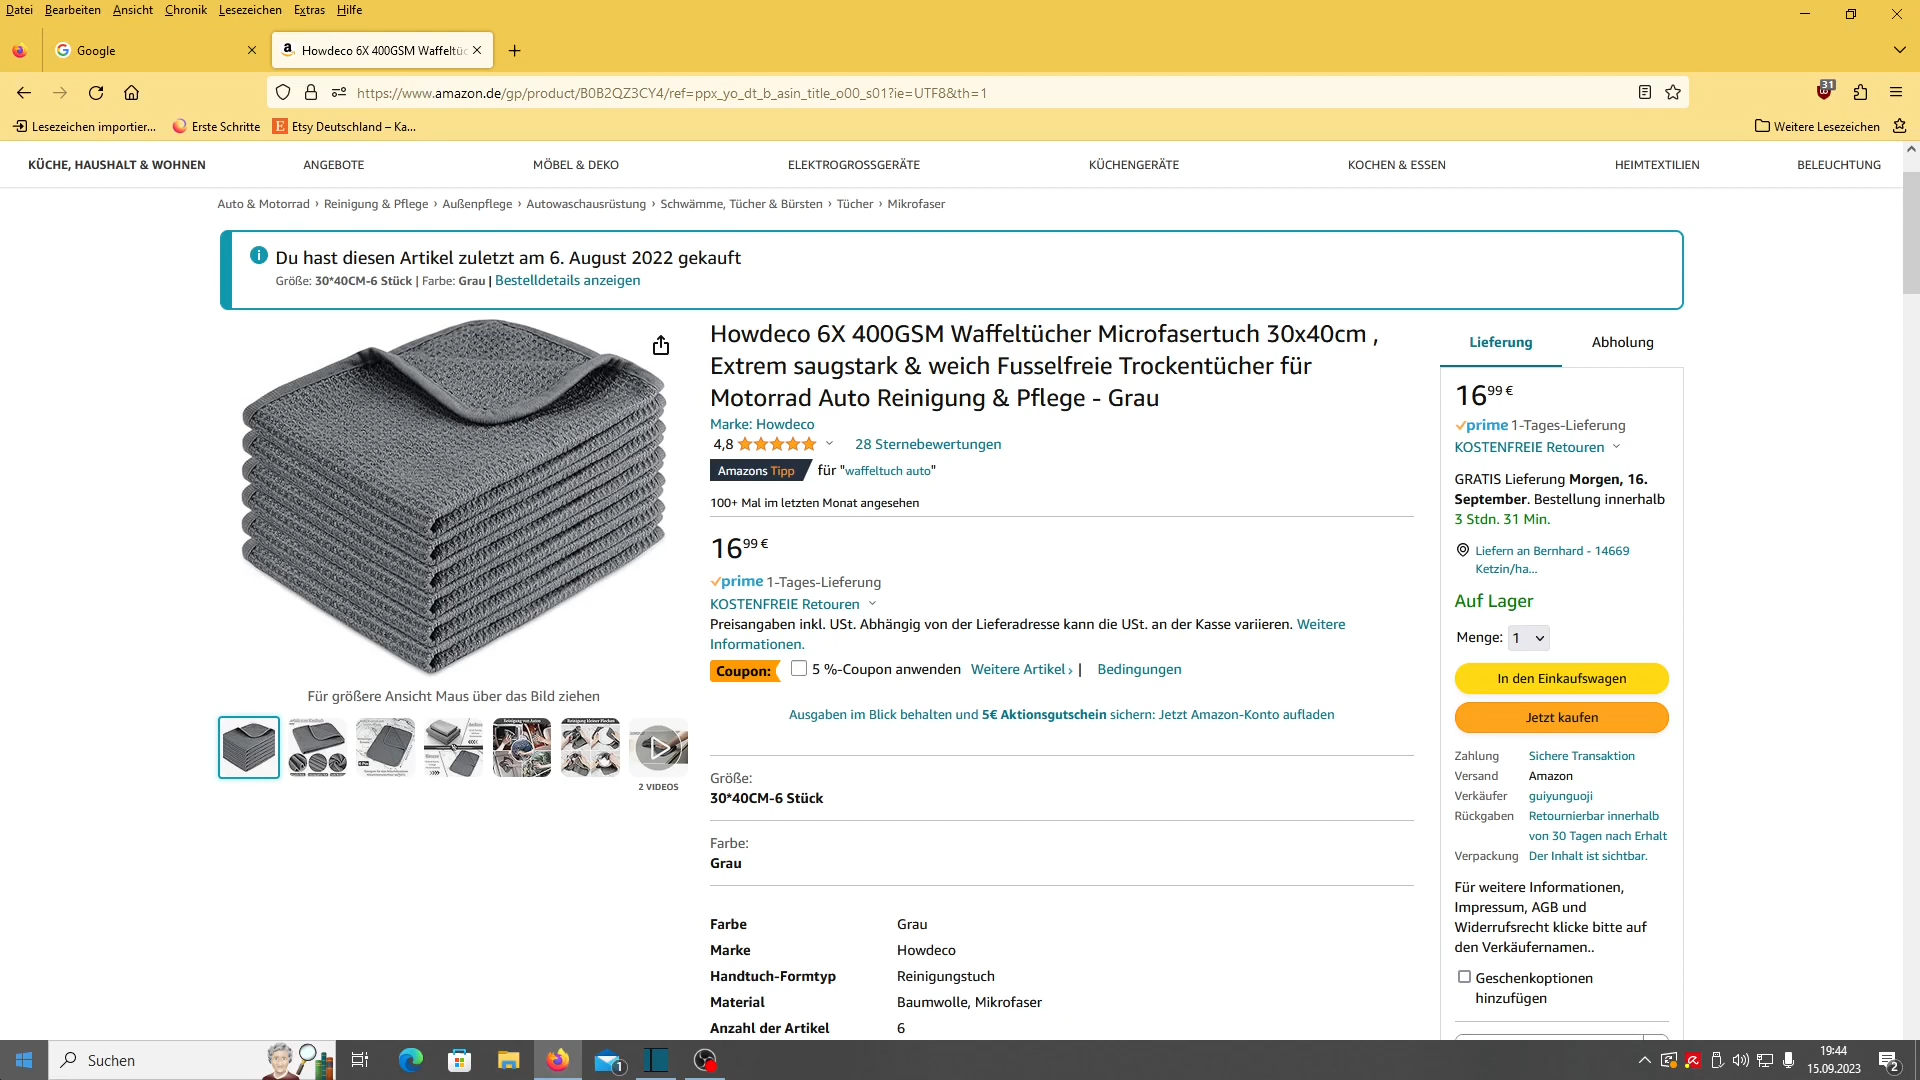 Datei Bearbeiten Ansicht Chronik Lesezeichen Extras Hilfe
Google
Howdeco 6X 400GSM Waffeltüc
https://www.amazon.de/gp/product/B0B2QZ3CY4/ref=ppx_yo_dt_b_asin_title_o00_s01?ie=UTF8&th=1
31
Lesezeichen importier... Erste Schritte Etsy Deutschland – Ka... Weitere Lesezeichen
KÜCHE, HAUSHALT & WOHNEN ANGEBOTE MÖBEL & DEKO ELEKTROGROSSGERÄTE KÜCHENGERÄTE KOCHEN & ESSEN HEIMTEXTILIEN BELEUCHTUNG
Auto & Motorrad › Reinigung & Pflege › Außenpflege › Autowaschausrüstung › Schwämme, Tücher & Bürsten › Tücher › Mikrofaser
Du hast diesen Artikel zuletzt am 6. August 2022 gekauft
Größe: 30*40CM-6 Stück | Farbe: Grau | Bestelldetails anzeigen
Für größere Ansicht Maus über das Bild ziehen
2 VIDEOS
Howdeco 6X 400GSM Waffeltücher Microfasertuch 30x40cm ,
Extrem saugstark & weich Fusselfreie Trockentücher für
Motorrad Auto Reinigung & Pflege - Grau
Marke: Howdeco
4,8 28 Sternebewertungen
Amazons Tipp für "waffeltuch auto"
100+ Mal im letzten Monat angesehen
16 99 €
prime 1-Tages-Lieferung
KOSTENFREIE Retouren
Preisangaben inkl. USt. Abhängig von der Lieferadresse kann die USt. an der Kasse variieren. Weitere
Informationen.
Coupon: 5 %-Coupon anwenden Weitere Artikel › | Bedingungen
Ausgaben im Blick behalten und 5€ Aktionsgutschein sichern: Jetzt Amazon-Konto aufladen
Größe:
30*40CM-6 Stück
Farbe:
Grau
Farbe Grau
Marke Howdeco
Handtuch-Formtyp Reinigungstuch
Material Baumwolle, Mikrofaser
Anzahl der Artikel 6
Lieferung Abholung
16 99 €
prime 1-Tages-Lieferung
KOSTENFREIE Retouren
GRATIS Lieferung Morgen, 16.
September. Bestellung innerhalb
3 Stdn. 31 Min.
Liefern an Bernhard - 14669
Ketzin/ha...
Auf Lager
Menge: 1
In den Einkaufswagen
Jetzt kaufen
Zahlung Sichere Transaktion
Versand Amazon
Verkäufer guiyunguoji
Rückgaben Retournierbar innerhalb
von 30 Tagen nach Erhalt
Verpackung Der Inhalt ist sichtbar.
Für weitere Informationen,
Impressum, AGB und
Widerrufsrecht klicke bitte auf
den Verkäufernamen..
Geschenkoptionen
hinzufügen
Suchen
1
19:44
15.09.2023
2